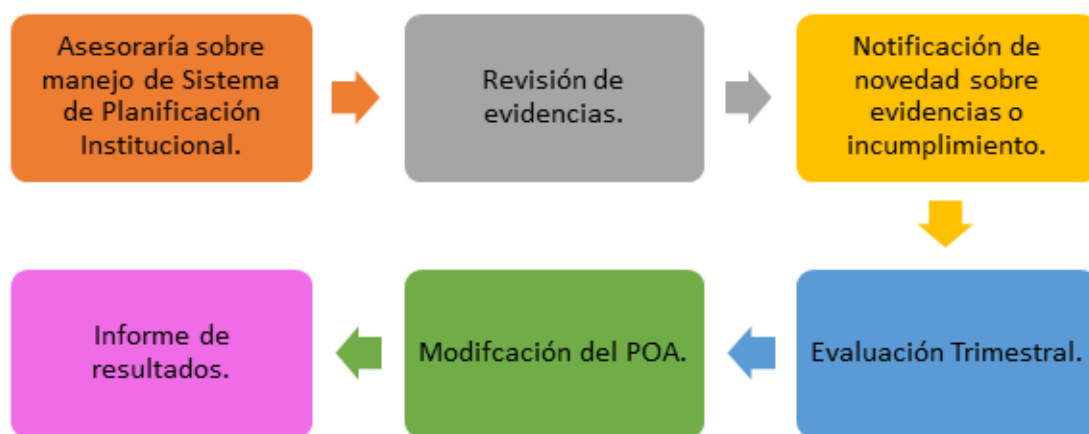 Asesoraría sobre
manejo de Sistema
de Planificación
Institucional.
Revisión de
evidencias.
Notificación de
novedad sobre
evidencias o
incumplimiento.
Evaluación Trimestral.
Modifcación del POA.
Informe de
resultados.